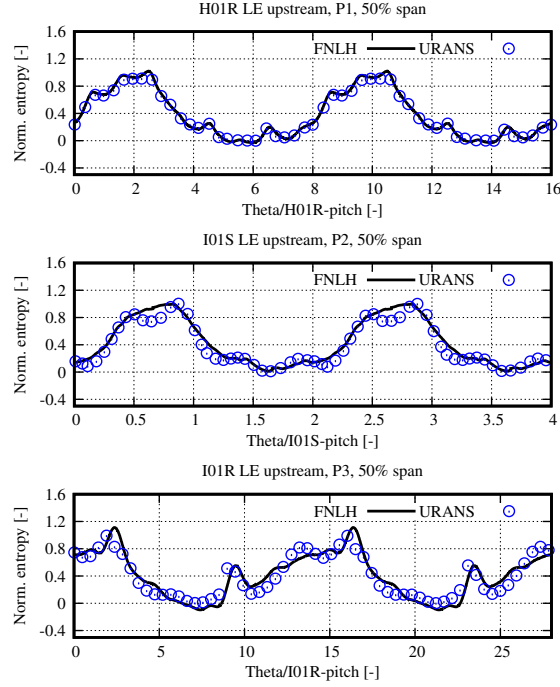 H01R LE upstream, P1, 50% span
Norm. entropy [-]
1.6
1.2
0.8
0.4
0
-0.4
FNLH URANS
0 2 4 6 8 10 12 14 16
Theta/H01R-pitch [-]
I01S LE upstream, P2, 50% span
Norm. entropy [-]
1.6
1.2
0.8
0.4
0
-0.4
FNLH URANS
0 0.5 1 1.5 2 2.5 3 3.5 4
Theta/I01S-pitch [-]
I01R LE upstream, P3, 50% span
Norm. entropy [-]
1.6
1.2
0.8
0.4
0
-0.4
FNLH URANS
0 5 10 15 20 25
Theta/I01R-pitch [-]